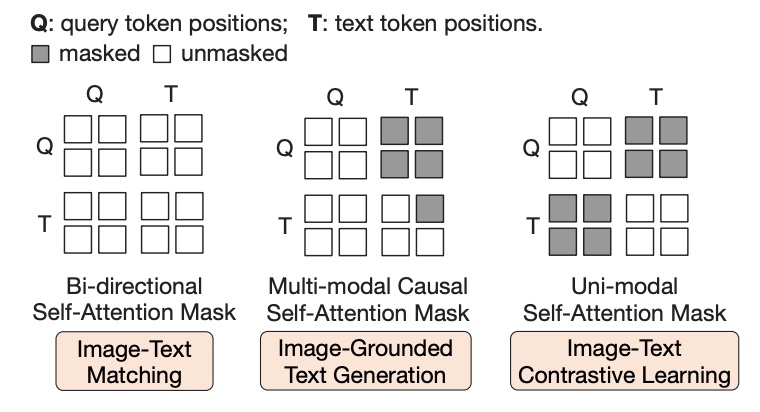 Q: query token positions; T: text token positions.
masked unmasked
Q T
Q
T
Bi-directional
Self-Attention Mask
Image-Text
Matching
Q T
Q
T
Multi-modal Causal
Self-Attention Mask
Image-Grounded
Text Generation
Q T
Q
T
Uni-modal
Self-Attention Mask
Image-Text
Contrastive Learning